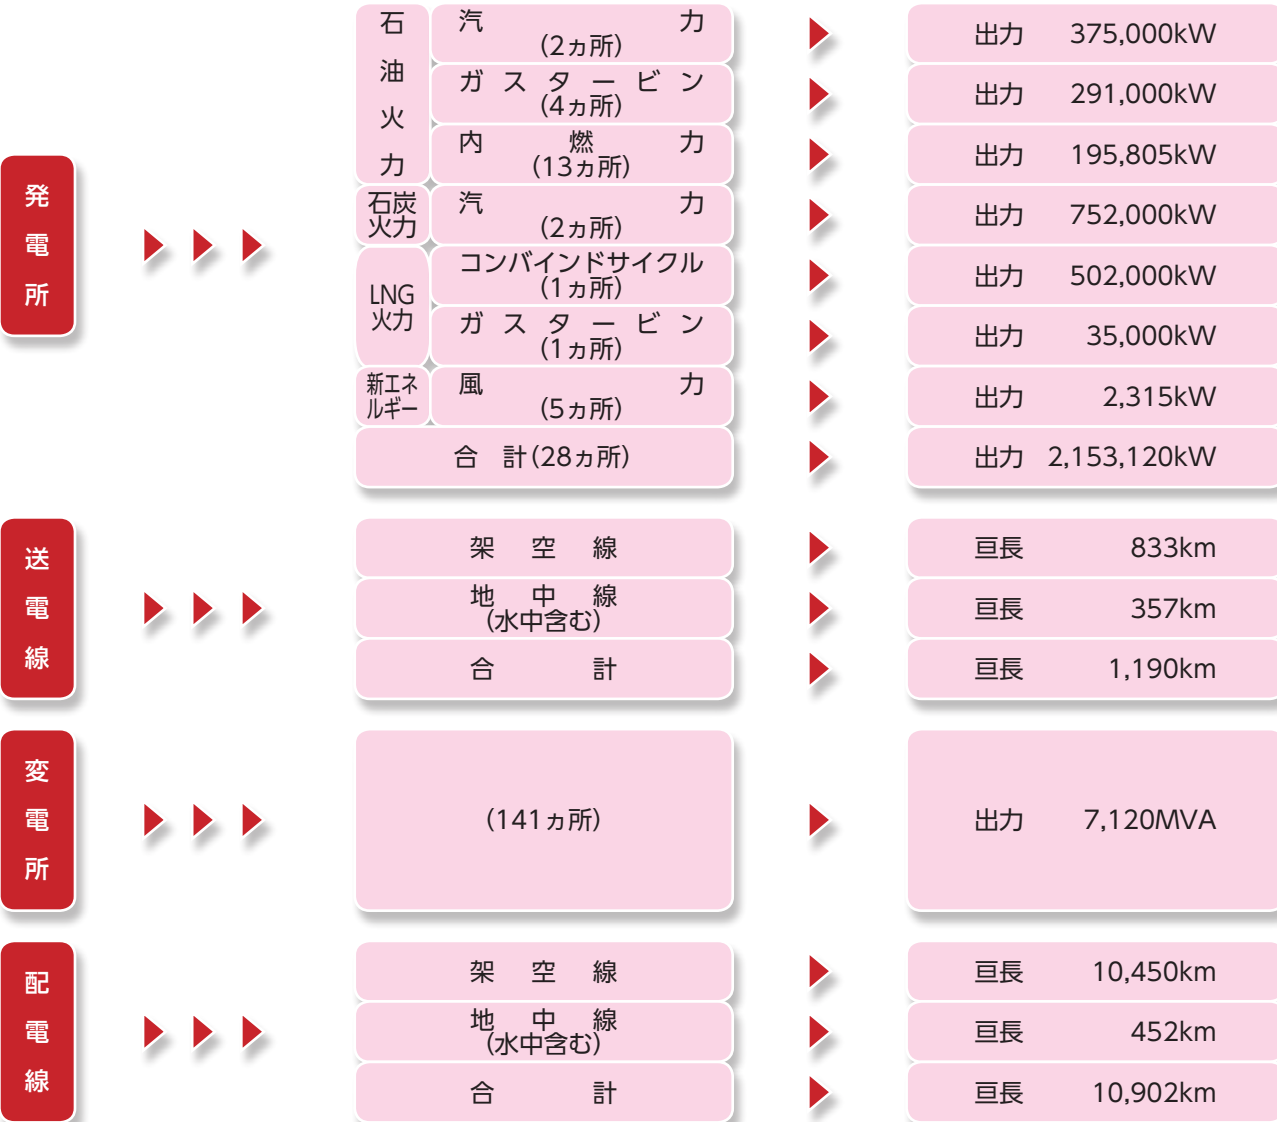 発電所
石油火力
汽力
(2ヵ所)
出力 375,000kW
ガスタービン
(4ヵ所)
出力 291,000kW
内燃力
(13ヵ所)
出力 195,805kW
石炭
火力
汽力
(2ヵ所)
出力 752,000kW
LNG
火力
コンバインドサイクル
(1ヵ所)
出力 502,000kW
ガスタービン
(1ヵ所)
出力 35,000kW
新エネ
ルギー
風力
(5ヵ所)
出力 2,315kW
合計(28ヵ所)
出力 2,153,120kW
送電線
架空線
亘長 833km
地中線
(水中含む)
亘長 357km
合計
亘長 1,190km
変電所
(141ヵ所)
出力 7,120MVA
配電線
架空線
亘長 10,450km
地中線
(水中含む)
亘長 452km
合計
亘長 10,902km